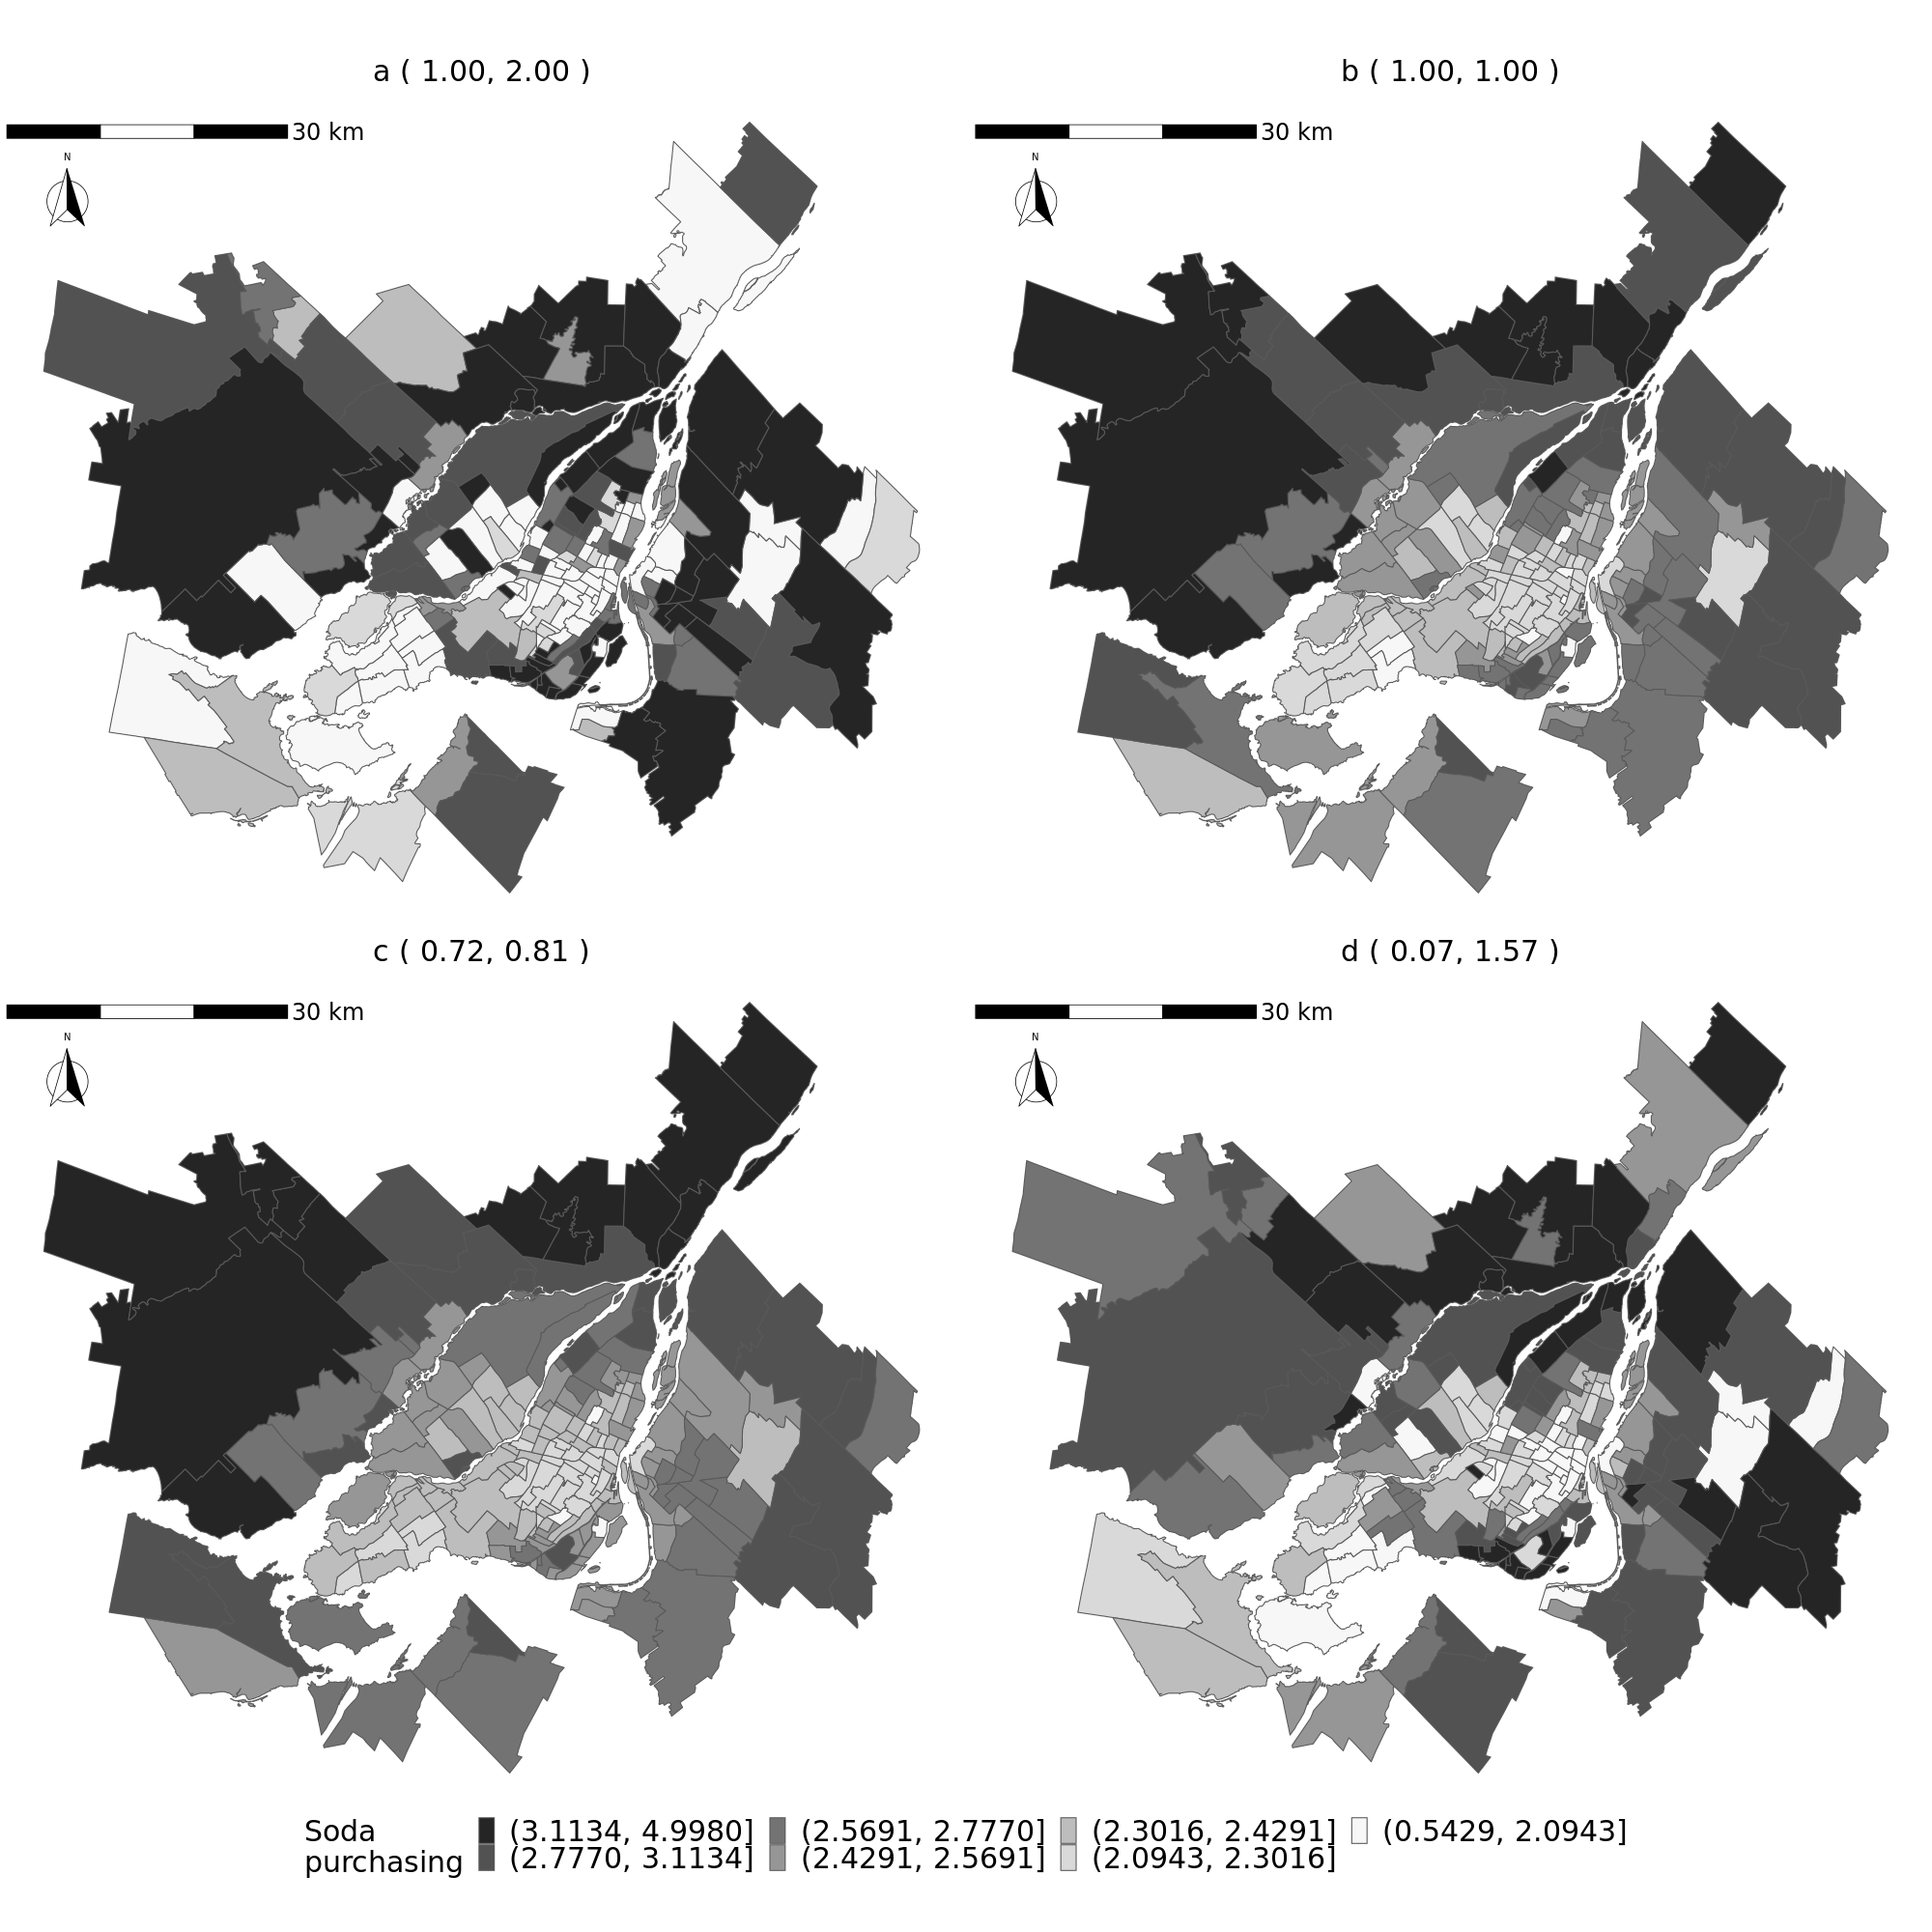 a ( 1.00, 2.00 )
b ( 1.00, 1.00 )
30 km
30 km
N
N
c ( 0.72, 0.81 )
d ( 0.07, 1.57 )
30 km
30 km
N
N
Soda
purchasing
(3.1134, 4.9980]
(2.7770, 3.1134]
(2.5691, 2.7770]
(2.4291, 2.5691]
(2.3016, 2.4291]
(2.0943, 2.3016]
(0.5429, 2.0943]